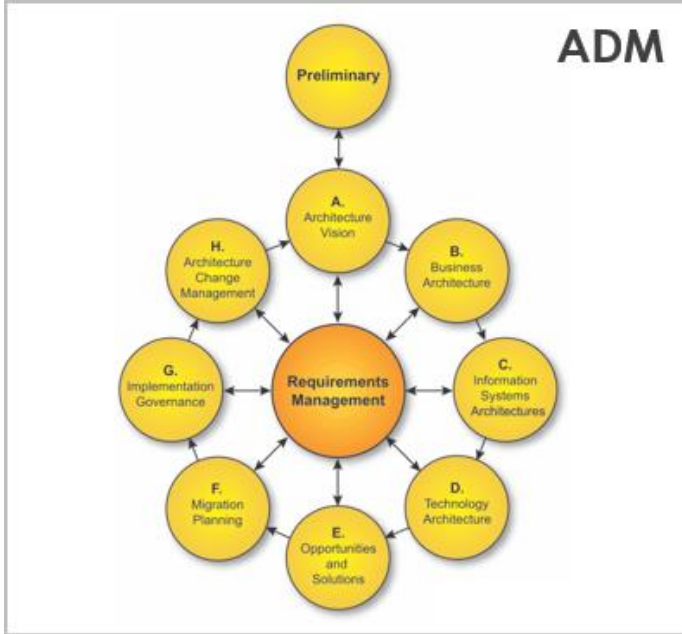 ADM
Preliminary
A.
Architecture
Vision
B.
Business
Architecture
C.
Information
Systems
Architectures
D.
Technology
Architecture
E.
Opportunities
and
Solutions
F.
Migration
Planning
G.
Implementation
Governance
H.
Architecture
Change
Management
Requirements
Management